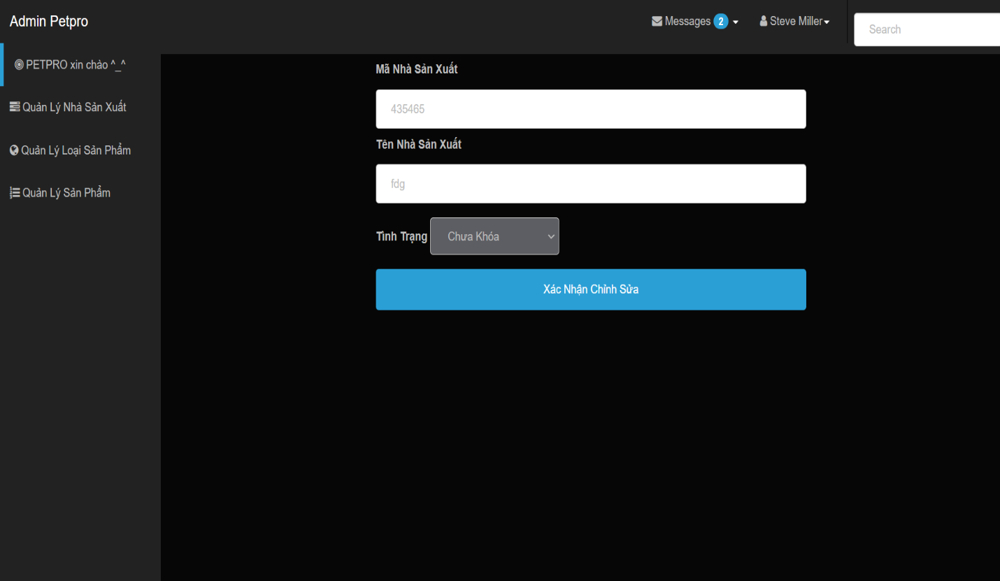 Admin Petpro
Messages 2
Steve Miller
Search
PETPRO xin chào ^_^
Quản Lý Nhà Sản Xuất
Quản Lý Loại Sản Phẩm
Quản Lý Sản Phẩm
Mã Nhà Sản Xuất
435465
Tên Nhà Sản Xuất
fdg
Tình Trạng
Chưa Khóa
Xác Nhận Chỉnh Sửa